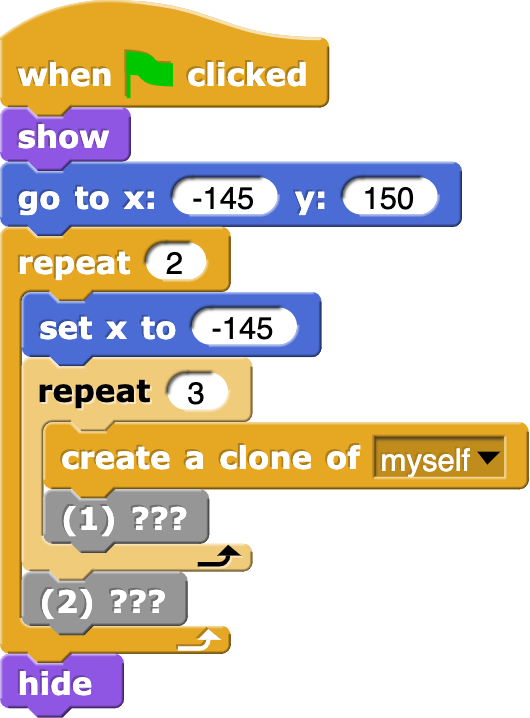 when clicked
show
go to x: -145 y: 150
repeat 2
set x to -145
repeat 3
create a clone of myself
(1) ???
(2) ???
hide